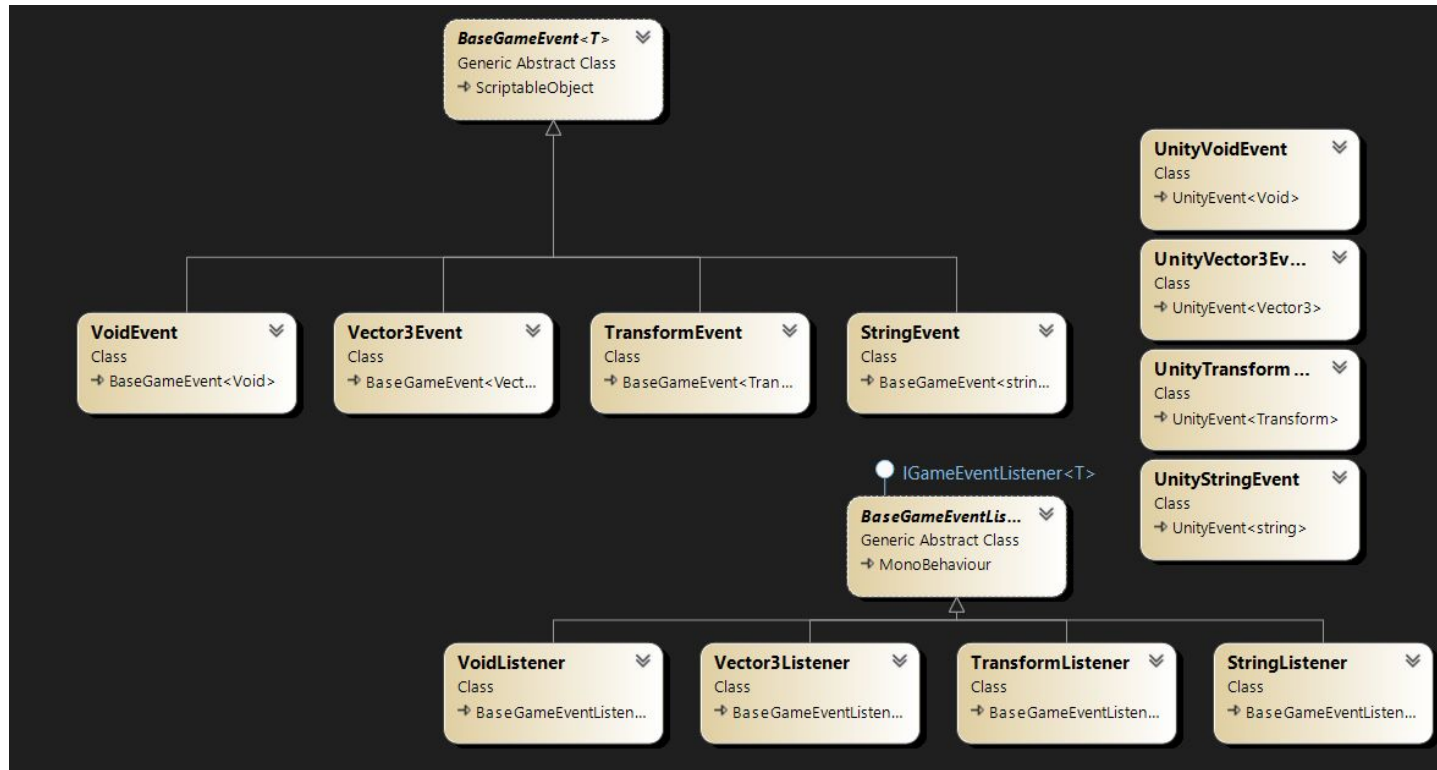 BaseGameEvent<T>
Generic Abstract Class
ScriptableObject
UnityVoidEvent
Class
UnityEvent<Void>
UnityVector3Ev...
Class
UnityEvent<Vector3>
UnityTransform ...
Class
UnityEvent<Transform>
UnityStringEvent
Class
UnityEvent<string>
VoidEvent
Class
BaseGameEvent<Void>
Vector3Event
Class
BaseGameEvent<Vect...
TransformEvent
Class
BaseGameEvent<Tran...
StringEvent
Class
BaseGameEvent<strin...
IGameEventListener<T>
BaseGameEventLis...
Generic Abstract Class
MonoBehaviour
VoidListener
Class
BaseGameEventListen...
Vector3Listener
Class
BaseGameEventListen...
TransformListener
Class
BaseGameEventListen...
StringListener
Class
BaseGameEventListen...